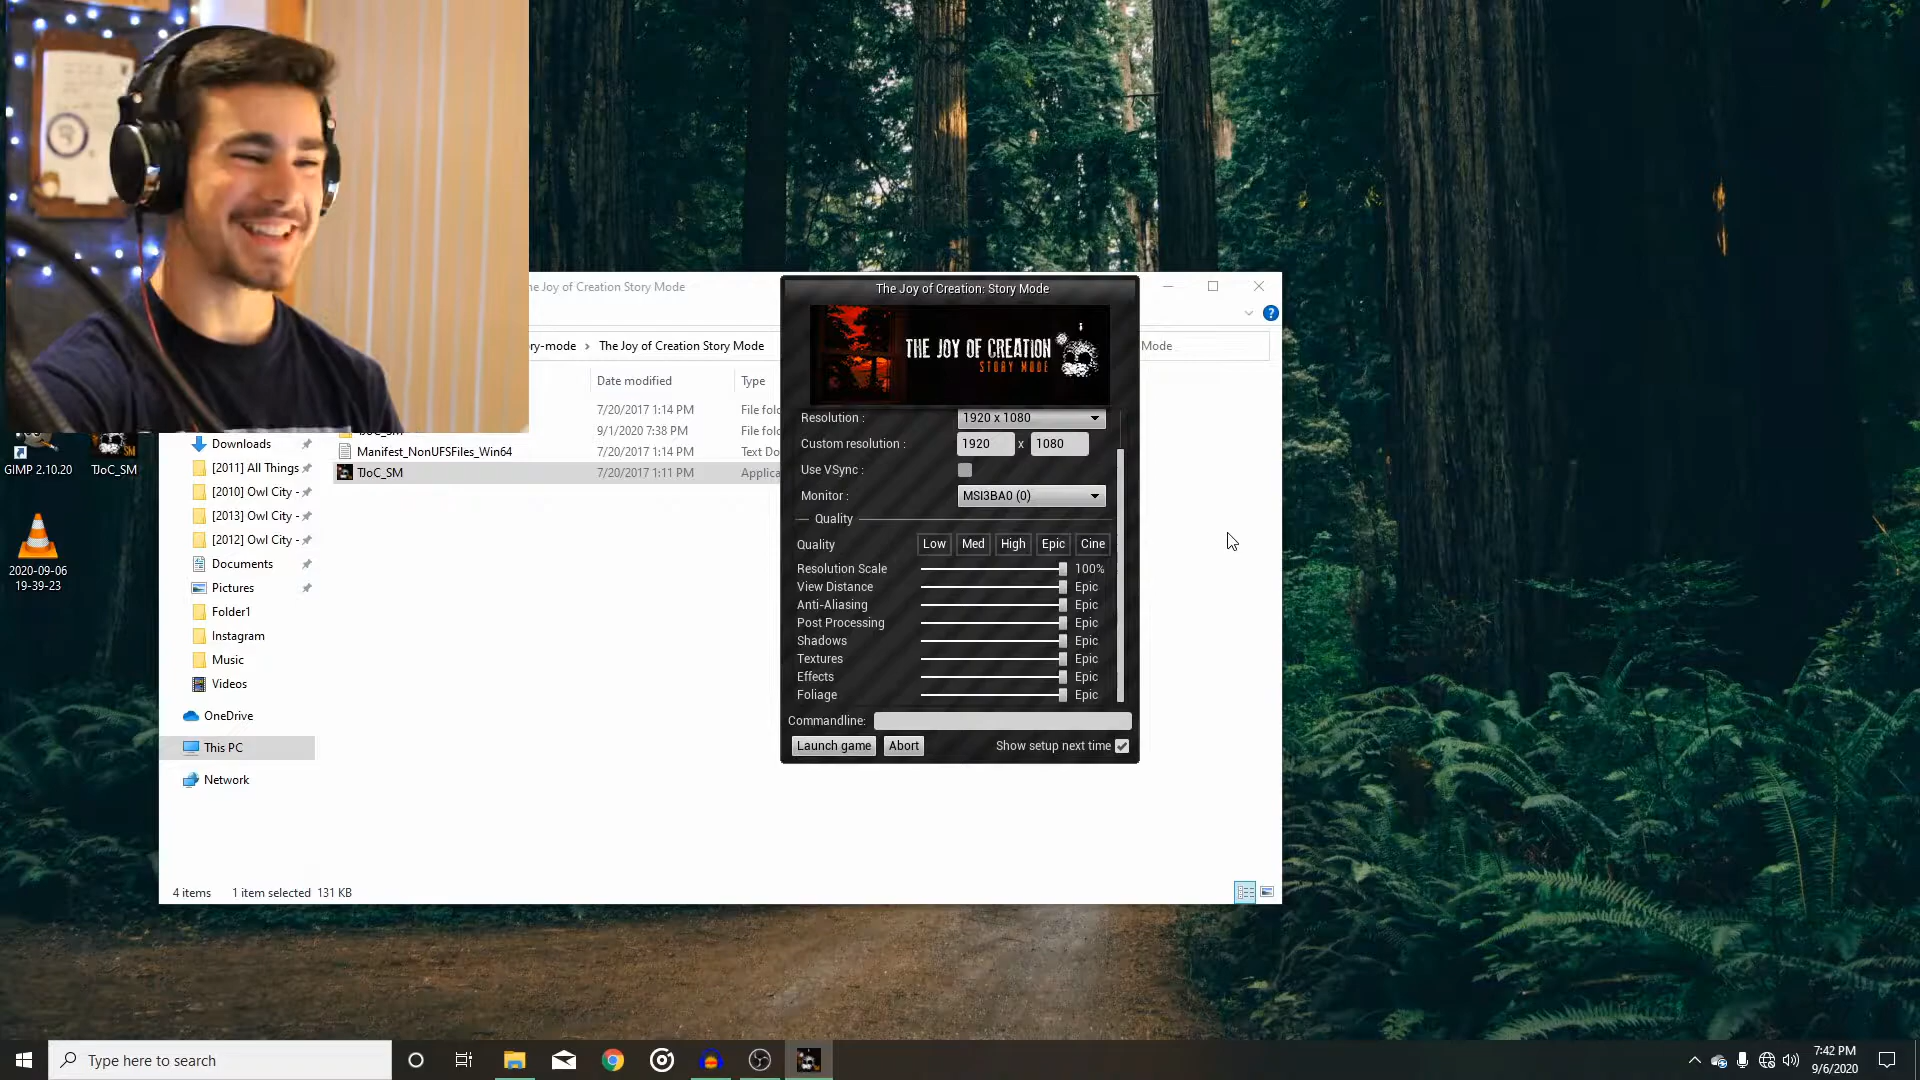 he Joy of Creation Story Mode
ry-mode › The Joy of Creation Story Mode
Mode
Date modified
Type
7/20/2017 1:14 PM File fol
TJoC_SM 9/1/2020 7:38 PM File fol
Manifest_NonUFSFiles_Win64 7/20/2017 1:14 PM Text Do
TJoC_SM 7/20/2017 1:11 PM Applica
Downloads
[2011] All Things
[2010] Owl City -
[2013] Owl City -
[2012] Owl City -
Documents
Pictures
Folder1
Instagram
Music
Videos
OneDrive
This PC
Network
4 items 1 item selected 131 KB
GIMP 2.10.20
TJoC_SM
2020-09-06
19-39-23
The Joy of Creation: Story Mode
THE JOY OF CREATION
STORY MODE
Resolution : 1920 x 1080
Custom resolution : 1920 x 1080
Use VSync :
Monitor : MSI3BA0 (0)
Quality
Quality Low Med High Epic Cine
Resolution Scale 100%
View Distance Epic
Anti-Aliasing Epic
Post Processing Epic
Shadows Epic
Textures Epic
Effects Epic
Foliage Epic
Commandline:
Launch game Abort Show setup next time
Type here to search
7:42 PM
9/6/2020